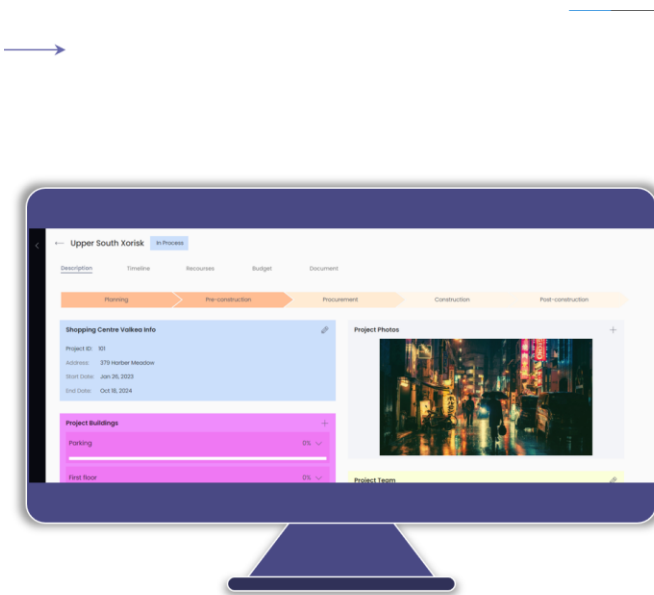 Upper South Xorisk In Process
Description Timeline Recourses Budget Document
Planning Pre-construction Procurement Construction Post-construction
Shopping Centre Valkea Info
Project ID: 101
Address: 279 Harbor Meadow
Start Date: Jan 26, 2023
End Date: Oct 18, 2024
Project Photos
Project Buildings
Parking 0%
First floor 0%
Project Team